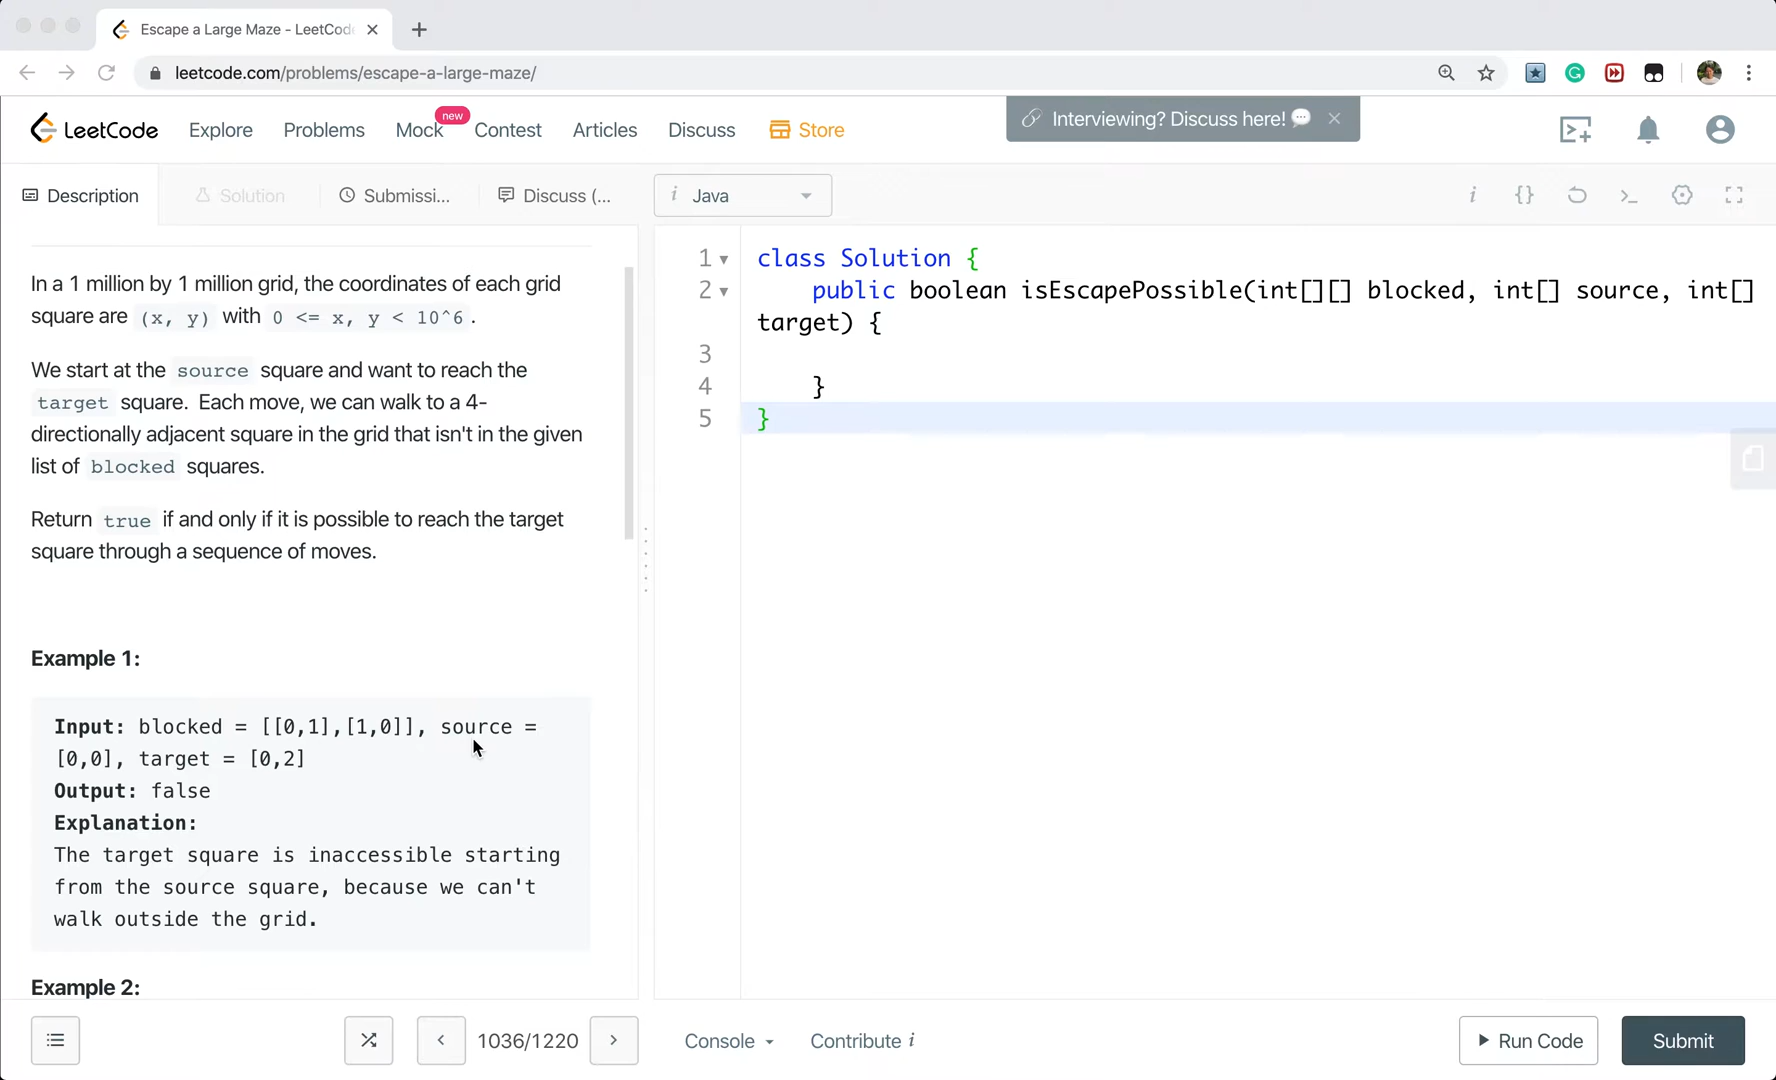 Escape a Large Maze - LeetCod
leetcode.com/problems/escape-a-large-maze/
LeetCode
Explore
Problems
Mock
new
Contest
Articles
Discuss
Store
Interviewing? Discuss here!
Description
Solution
Submissi...
Discuss (...
i Java
i
{}
In a 1 million by 1 million grid, the coordinates of each grid
square are (x, y) with 0 <= x, y < 10^6.
We start at the source square and want to reach the
target square. Each move, we can walk to a 4-
directionally adjacent square in the grid that isn't in the given
list of blocked squares.
Return true if and only if it is possible to reach the target
square through a sequence of moves.
Example 1:
Input: blocked = [[0,1],[1,0]], source =
[0,0], target = [0,2]
Output: false
Explanation:
The target square is inaccessible starting
from the source square, because we can't
walk outside the grid.
Example 2:
1 class Solution {
2 public boolean isEscapePossible(int[][] blocked, int[] source, int[]
target) {
3
4 }
5 }
1036/1220
Console
Contribute i
Run Code
Submit